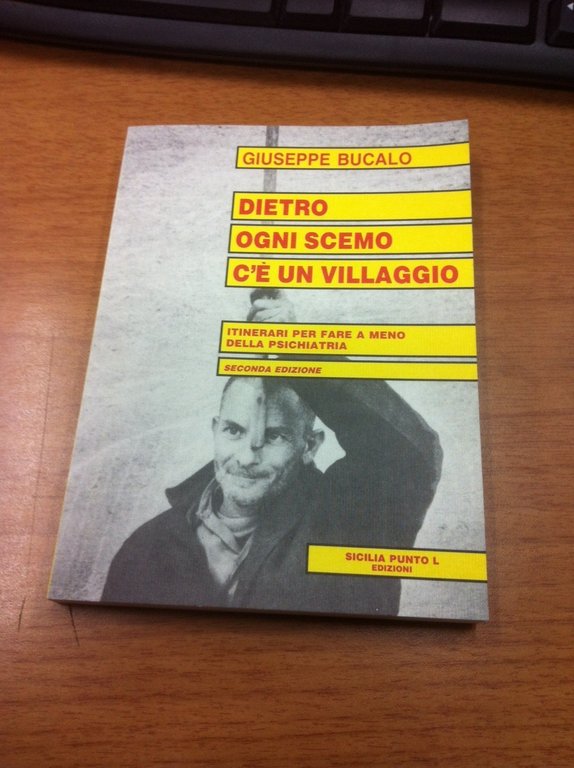 GIUSEPPE BUCALO
DIETRO
OGNI SCEMO
C'È UN VILLAGGIO
ITINERARI PER FARE A MENO
DELLA PSICHIATRIA
SECONDA EDIZIONE
SICILIA PUNTO L
EDIZIONI